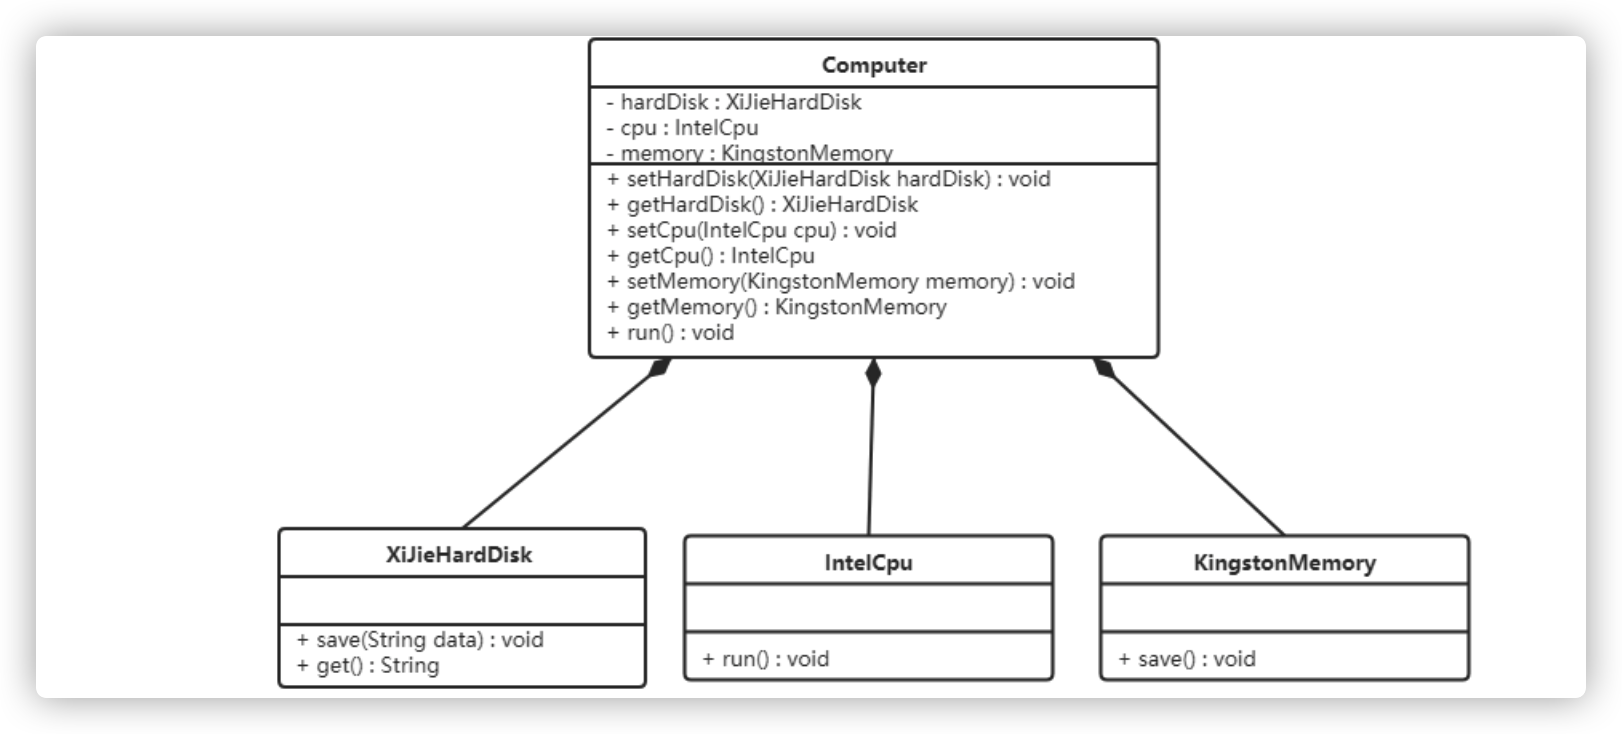 Computer
- hardDisk : XiJieHardDisk
- cpu : IntelCpu
- memory : KingstonMemory
+ setHardDisk(XiJieHardDisk hardDisk) : void
+ getHardDisk() : XiJieHardDisk
+ setCpu(IntelCpu cpu) : void
+ getCpu() : IntelCpu
+ setMemory(KingstonMemory memory) : void
+ getMemory() : KingstonMemory
+ run() : void
XiJieHardDisk
+ save(String data) : void
+ get() : String
IntelCpu
+ run() : void
KingstonMemory
+ save() : void